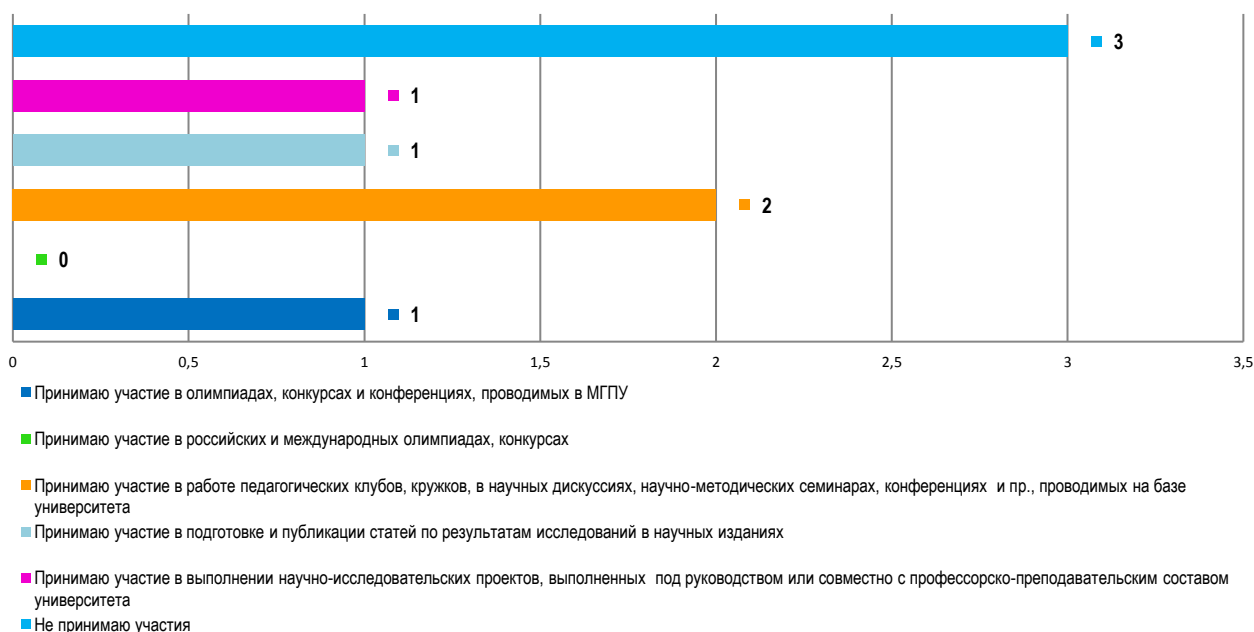 3
1
1
2
0
1
0 0,5 1 1,5 2 2,5 3 3,5
Принимаю участие в олимпиадах, конкурсах и конференциях, проводимых в МГПУ
Принимаю участие в российских и международных олимпиадах, конкурсах
Принимаю участие в работе педагогических клубов, кружков, в научных дискуссиях, научно-методических семинарах, конференциях и пр., проводимых на базе
университета
Принимаю участие в подготовке и публикации статей по результатам исследований в научных изданиях
Принимаю участие в выполнении научно-исследовательских проектов, выполненных под руководством или совместно с профессорско-преподавательским составом
университета
Не принимаю участия